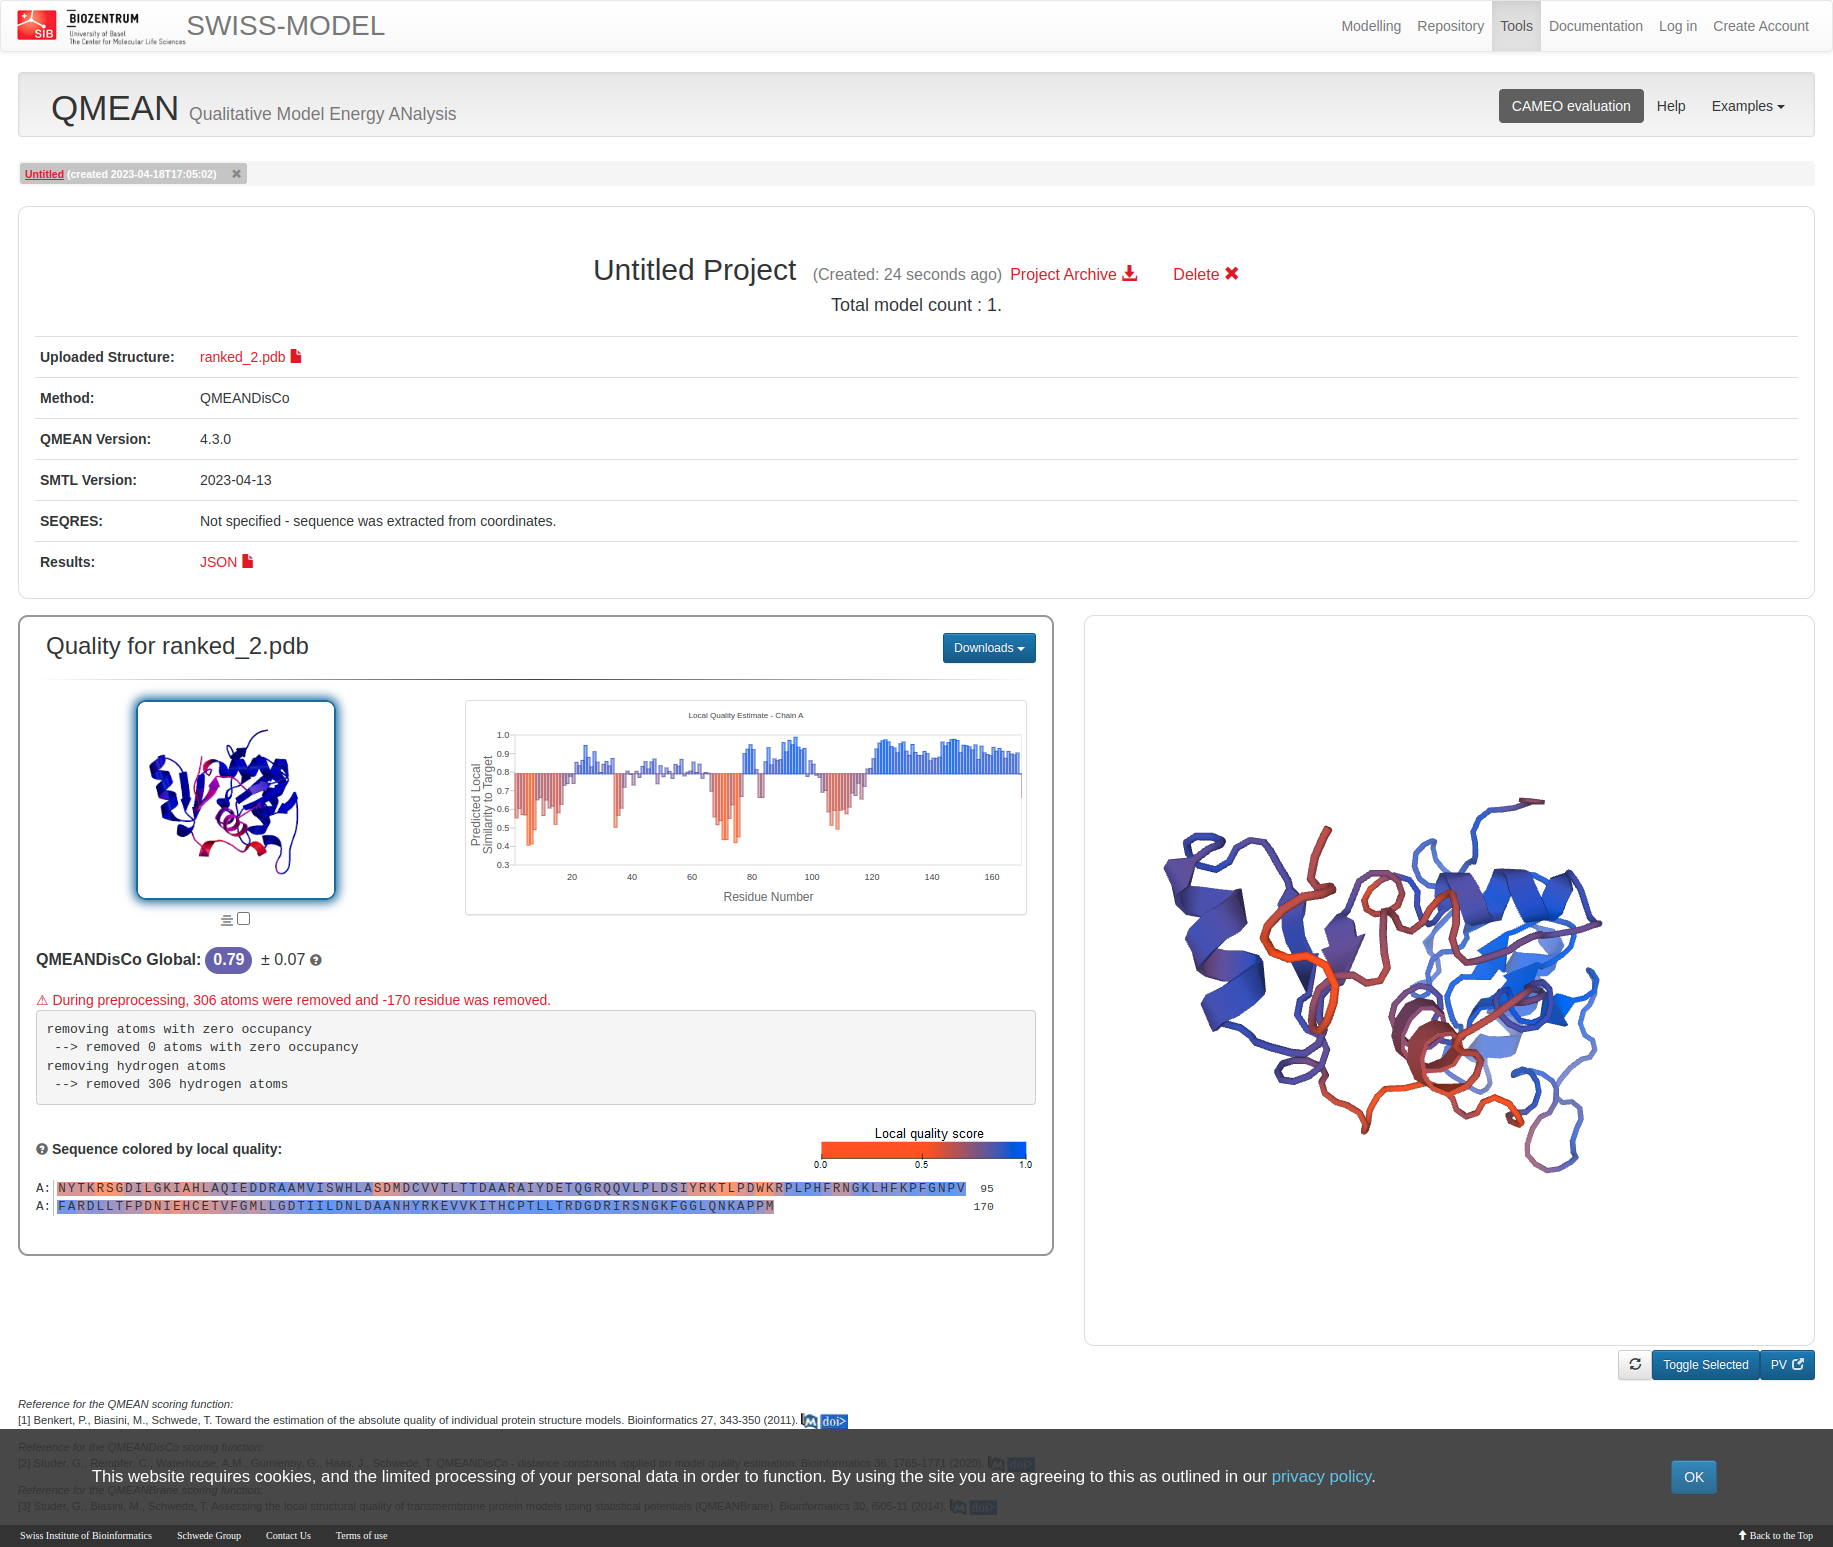 SIB
BIOZENTRUM
University of Basel
The Center for Molecular Life Sciences
SWISS-MODEL
Modelling Repository Tools Documentation Log in Create Account
QMEAN Qualitative Model Energy ANalysis
CAMEO evaluation Help Examples
Untitled (created 2023-04-18T17:05:02) ✖
Untitled Project (Created: 24 seconds ago) Project Archive Delete ✖
Total model count : 1.
Uploaded Structure: ranked_2.pdb
Method: QMEANDisCo
QMEAN Version: 4.3.0
SMTL Version: 2023-04-13
SEQRES: Not specified - sequence was extracted from coordinates.
Results: JSON
Quality for ranked_2.pdb
Downloads
Local Quality Estimate - Chain A
Predicted Local
Similarity to Target
1.0
0.9
0.8
0.7
0.6
0.5
0.4
0.3
20 40 60 80 100 120 140 160
Residue Number
QMEANDisCo Global: 0.79 ± 0.07
⚠ During preprocessing, 306 atoms were removed and -170 residue was removed.
removing atoms with zero occupancy
--> removed 0 atoms with zero occupancy
removing hydrogen atoms
--> removed 306 hydrogen atoms
Sequence colored by local quality:
Local quality score
0.0 0.5 1.0
A: NYTKRSGDILGKIAHLAQIEDDRAAMVISWHLASDMDCVVTLTTDAARAIYDETQGRQQVLPLDSIYRKTLPDWKRPLPHFRNGKLHFKPFGNPV 95
A: FARDLLTFPDNIEHCETVFGMLLGDTIILDNLDAANHYRKEVVKITHCPTLLTRDGDRIRSNGKFGGLQNKAPPM 170
Toggle Selected PV
Reference for the QMEAN scoring function:
[1] Benkert, P., Biasini, M., Schwede, T. Toward the estimation of the absolute quality of individual protein structure models. Bioinformatics 27, 343-350 (2011). M doi>
Reference for the QMEANDisCo scoring function:
[2] Studer, G., Rempfer, C., Waterhouse, A.M., Gumienny, G., Haas, J., Schwede, T. QMEANDisCo - distance constraints applied on model quality estimation. Bioinformatics 36, 1765-1771 (2020). M doi>
This website requires cookies, and the limited processing of your personal data in order to function. By using the site you are agreeing to this as outlined in our privacy policy.
OK
Reference for the QMEANBrane scoring function:
[3] Studer, G., Biasini, M., Schwede, T. Assessing the local structural quality of transmembrane protein models using statistical potentials (QMEANBrane). Bioinformatics 30, i505-11 (2014). M doi>
Swiss Institute of Bioinformatics Schwede Group Contact Us Terms of use Back to the Top